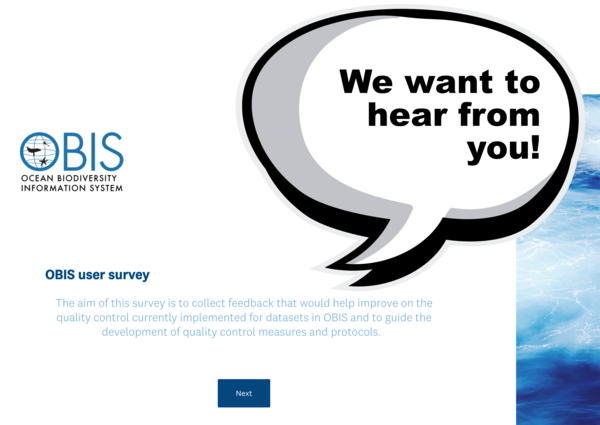 We want to
hear from
you!
OBIS
OCEAN BIODIVERSITY
INFORMATION SYSTEM
OBIS user survey
The aim of this survey is to collect feedback that would help improve on the
quality control currently implemented for datasets in OBIS and to guide the
development of quality control measures and protocols.
Next